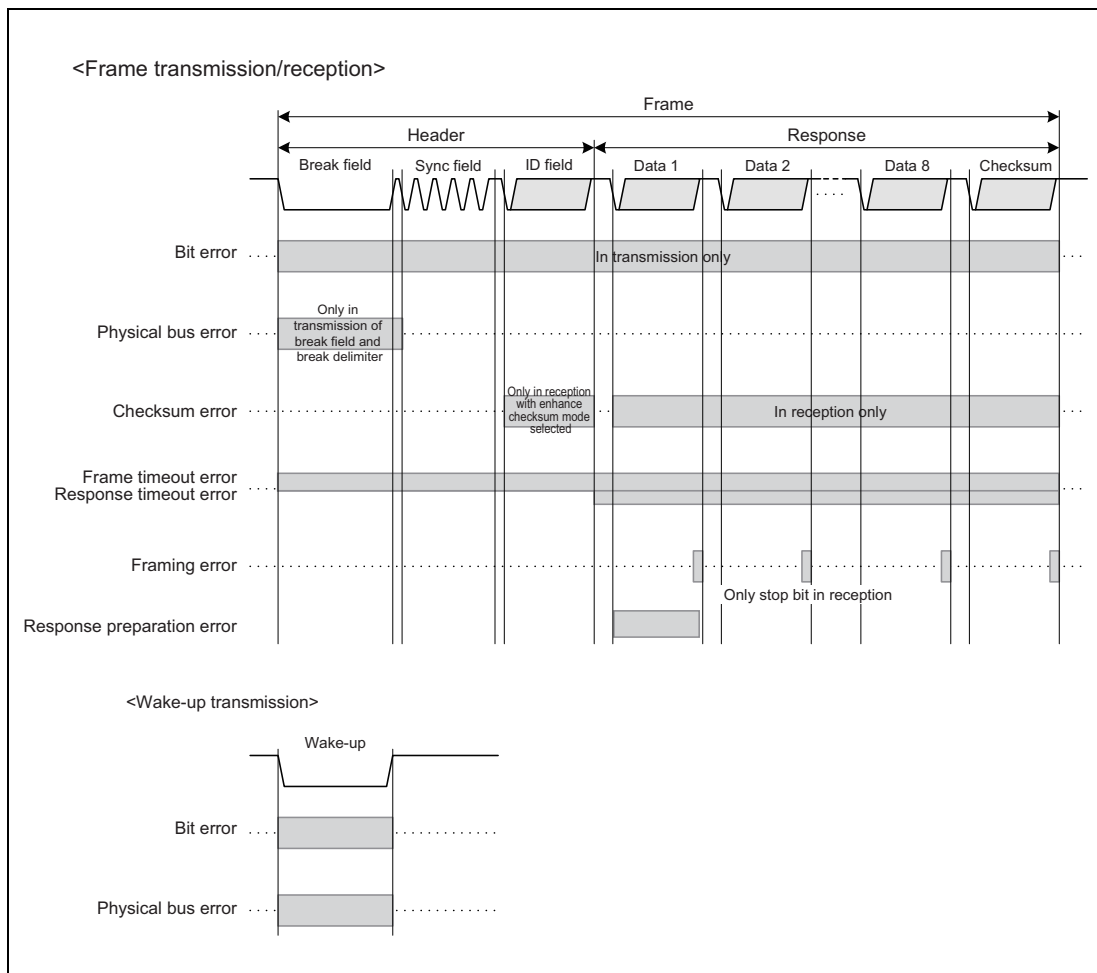 <Frame transmission/reception>
Frame
Header
Response
Break field
Sync field
ID field
Data 1
Data 2
Data 8
Checksum
Bit error
In transmission only
Physical bus error
Only in
transmission of
break field and
break delimiter
Checksum error
Only in reception
with enhance
checksum mode
selected
In reception only
Frame timeout error
Response timeout error
Framing error
Only stop bit in reception
Response preparation error
<Wake-up transmission>
Wake-up
Bit error
Physical bus error